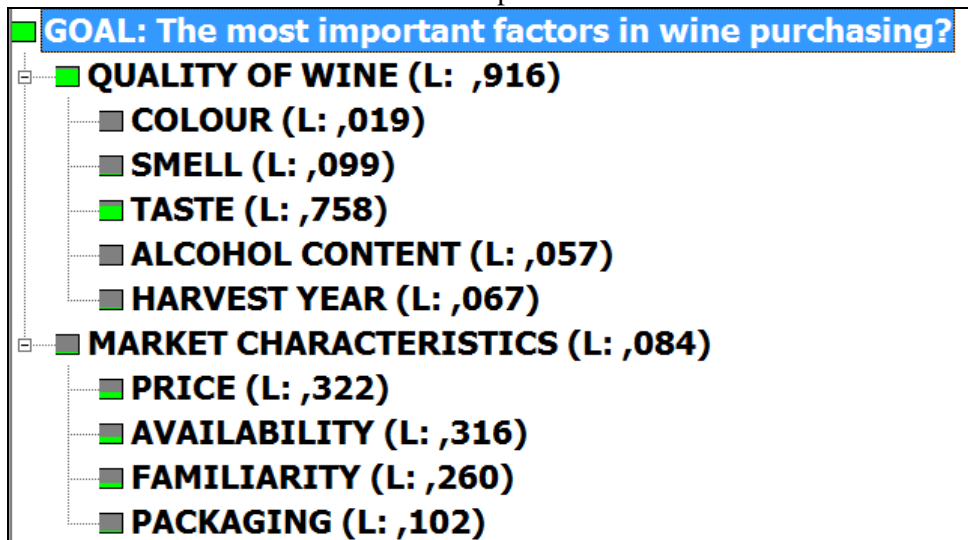 GOAL: The most important factors in wine purchasing?
QUALITY OF WINE (L: ,916)
COLOUR (L: ,019)
SMELL (L: ,099)
TASTE (L: ,758)
ALCOHOL CONTENT (L: ,057)
HARVEST YEAR (L: ,067)
MARKET CHARACTERISTICS (L: ,084)
PRICE (L: ,322)
AVAILABILITY (L: ,316)
FAMILIARITY (L: ,260)
PACKAGING (L: ,102)